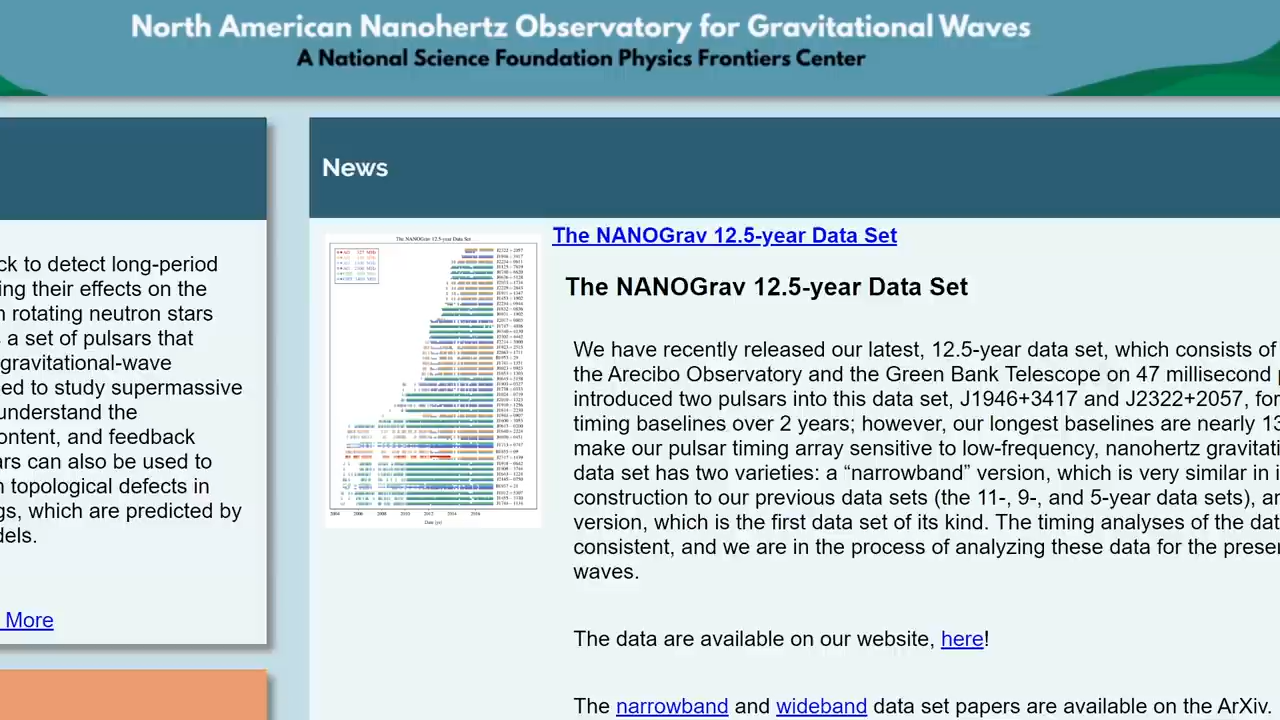 North American Nanohertz Observatory for Gravitational Waves
A National Science Foundation Physics Frontiers Center
ck to detect long-period
ing their effects on the
n rotating neutron stars
s a set of pulsars that
gravitational-wave
ed to study supermassive
understand the
ontent, and feedback
ars can also be used to
n topological defects in
gs, which are predicted by
dels.
More
News
The NANOGrav 12.5-year Data Set
The NANOGrav 12.5-year Data Set
The NANOGrav 12.5-year Data Set
We have recently released our latest 12.5-year data set, which consists of
the Arecibo Observatory and the Green Bank Telescope on 47 millisecond
introduced two pulsars into this data set, J1946+3417 and J2322+2057, for
timing baselines over 2 years; however, our longest baselines are nearly 13
make our pulsar timing array sensitive to low-frequency, nanohertz gravitati
data set has two varieties: a "narrowband" version, which is very similar in i
construction to our previous data sets (the 11-, 9-, and 5-year data sets), an
version, which is the first data set of its kind. The timing analyses of the dat
consistent, and we are in the process of analyzing these data for the prese
waves.
The data are available on our website, here!
The narrowband and wideband data set papers are available on the ArXiv.